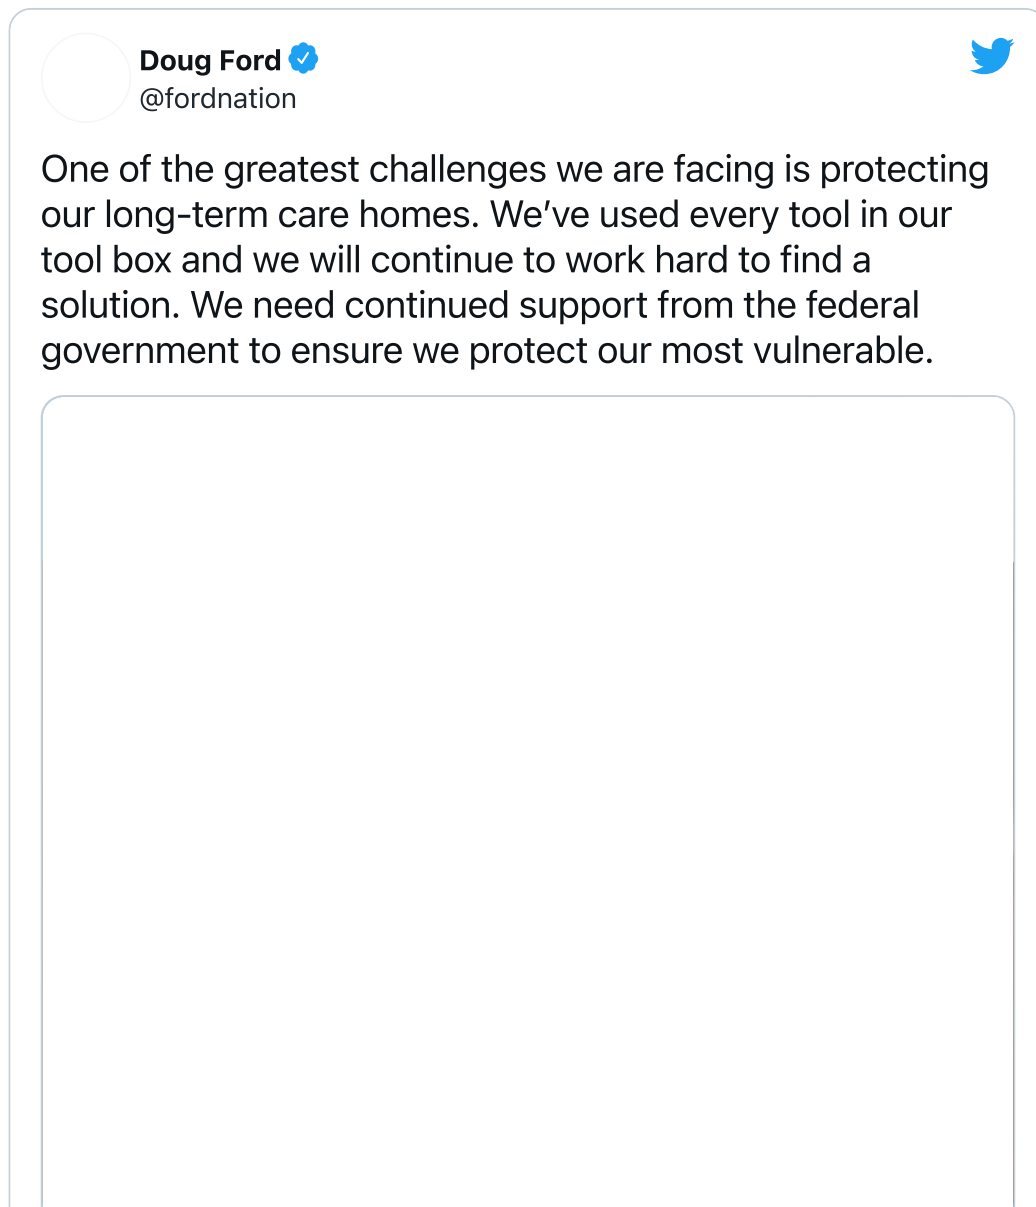 Doug Ford
@fordnation
One of the greatest challenges we are facing is protecting
our long-term care homes. We’ve used every tool in our
tool box and we will continue to work hard to find a
solution. We need continued support from the federal
government to ensure we protect our most vulnerable.